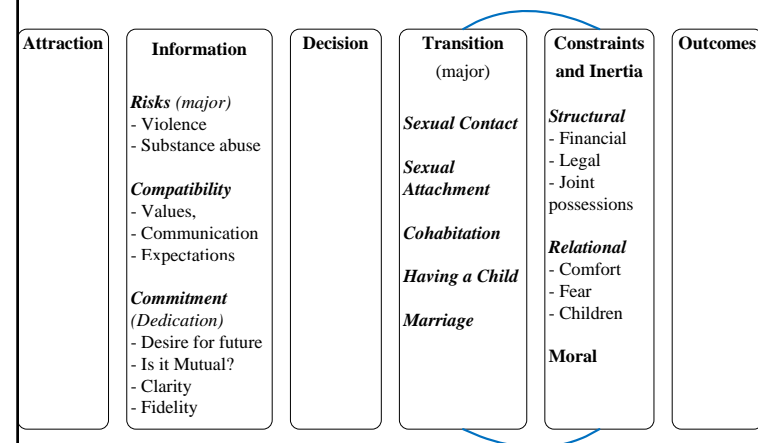 Attraction
Information
Risks (major)
- Violence
- Substance abuse
Compatibility
- Values,
- Communication
- Expectations
Commitment
(Dedication)
- Desire for future
- Is it Mutual?
- Clarity
- Fidelity
Decision
Transition
(major)
Sexual Contact
Sexual
Attachment
Cohabitation
Having a Child
Marriage
Constraints
and Inertia
Structural
- Financial
- Legal
- Joint
possessions
Relational
- Comfort
- Fear
- Children
Moral
Outcomes